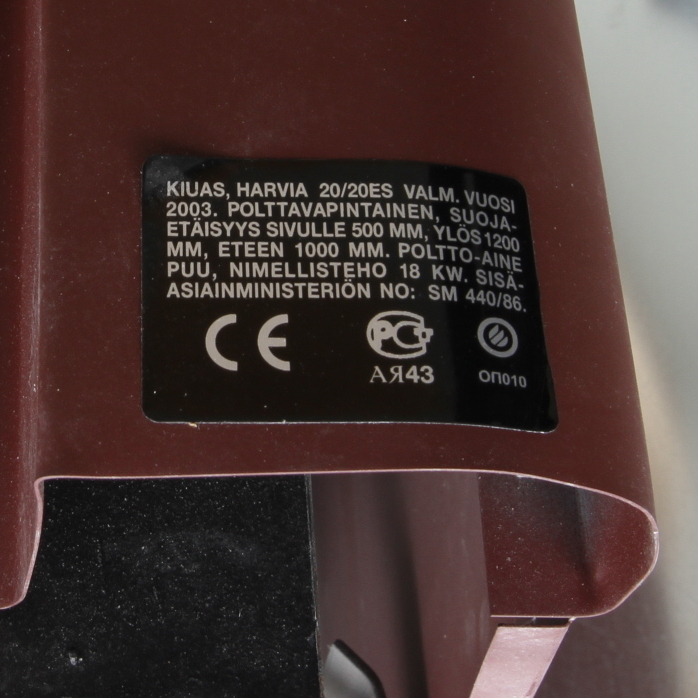 KIUAS, HARVIA 20/20ES VALM. VUOSI
2003. POLTTAVAPINTAINEN, SUOJA-
ETÄISYYS SIVULLE 500 MM, YLÖS 1200
MM, ETEEN 1000 MM. POLTTO-AINE
PUU, NIMELLISTEHO 18 KW. SISÄ-
ASIAINMINISTERIÖN NO: SM 440/86.
CE РСТ
АЯ43 ОП010